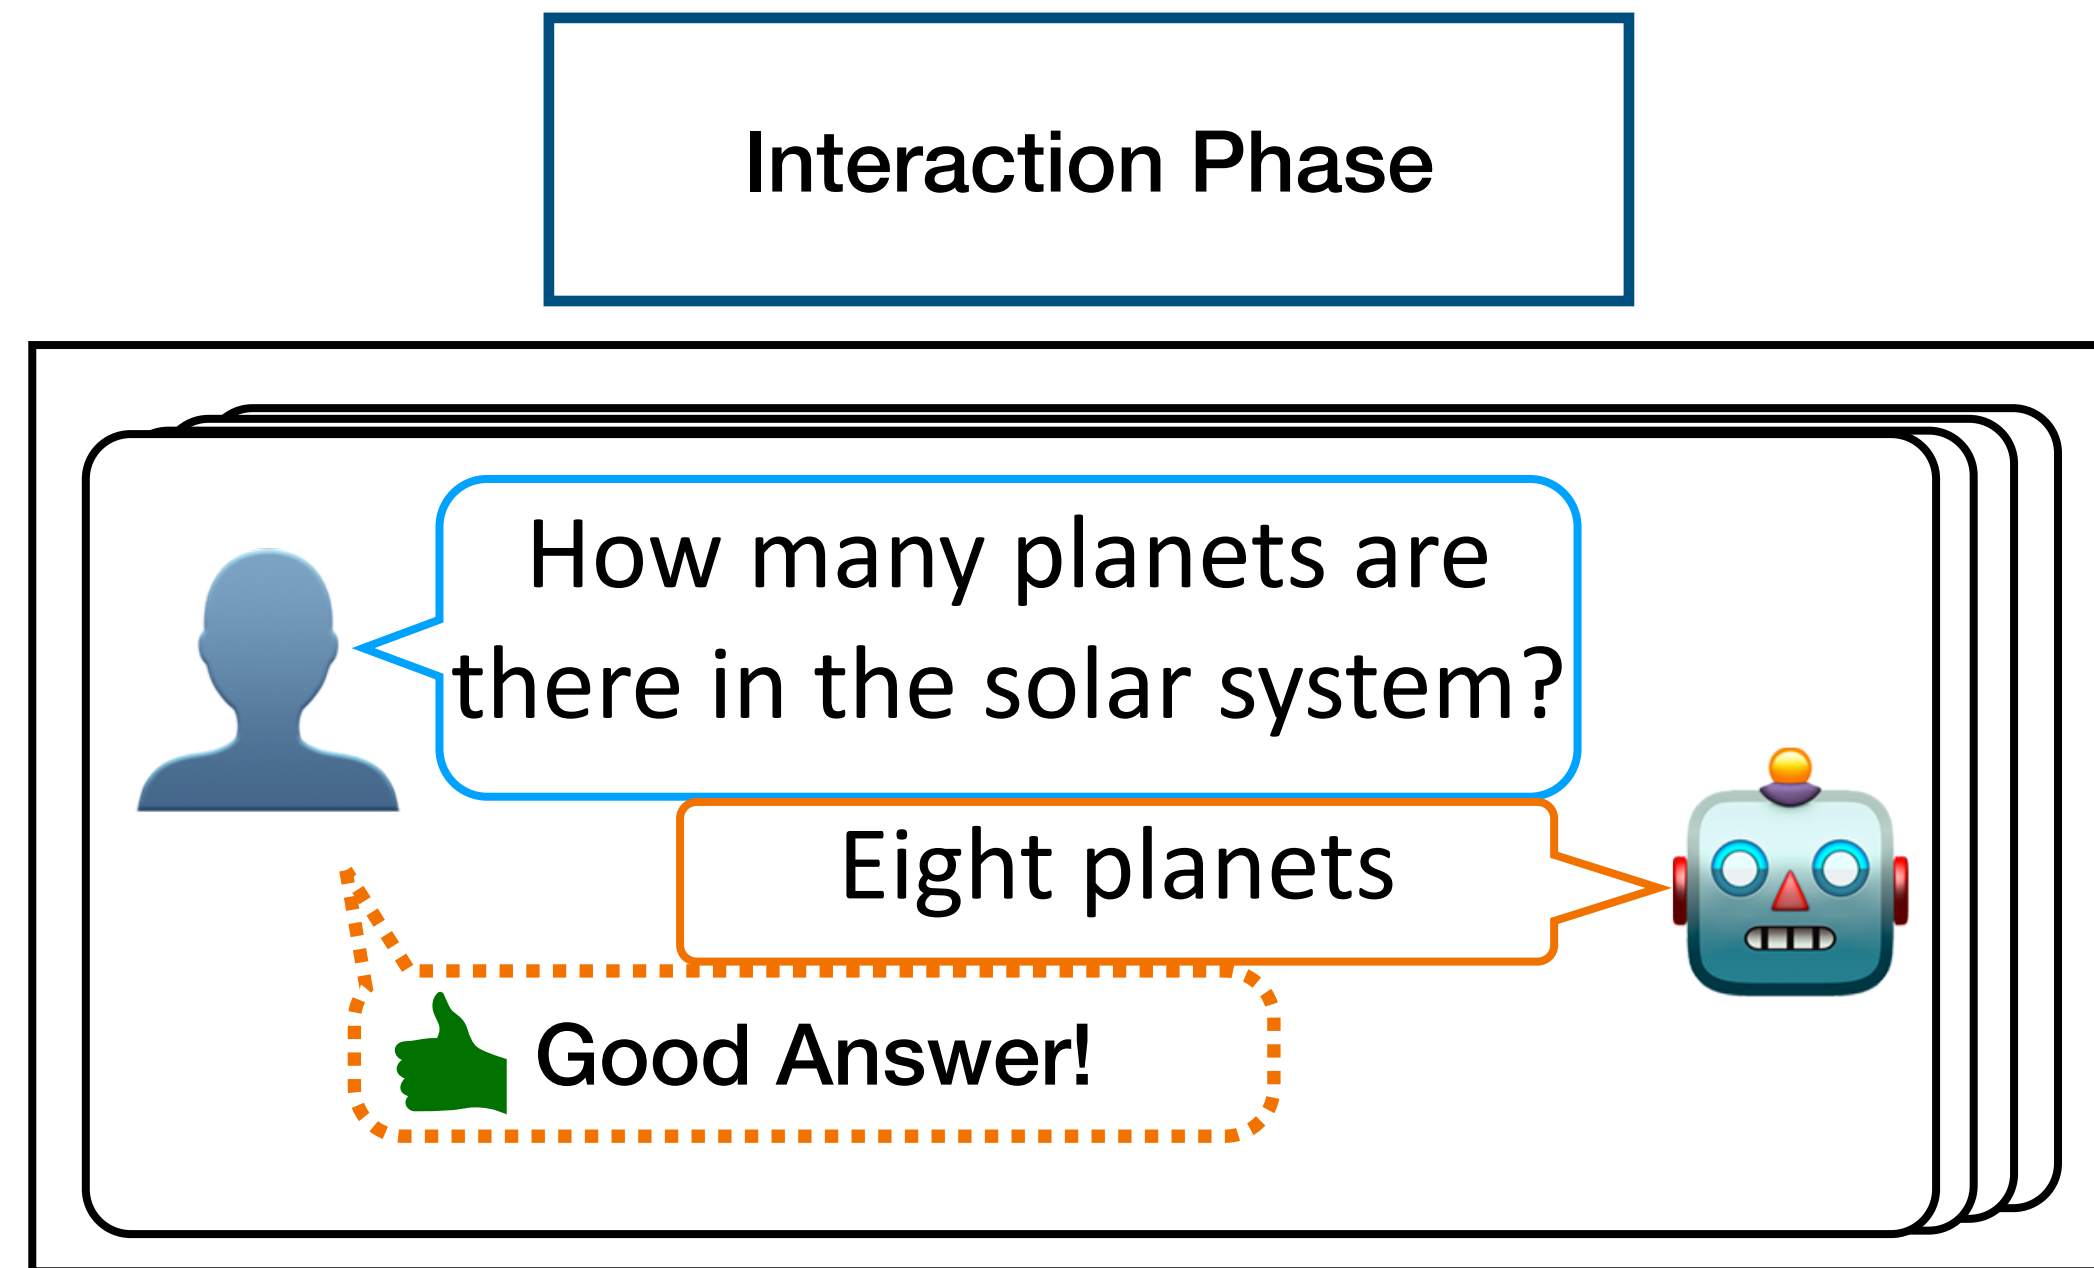 Interaction Phase
How many planets are
there in the solar system?
Eight planets
Good Answer!